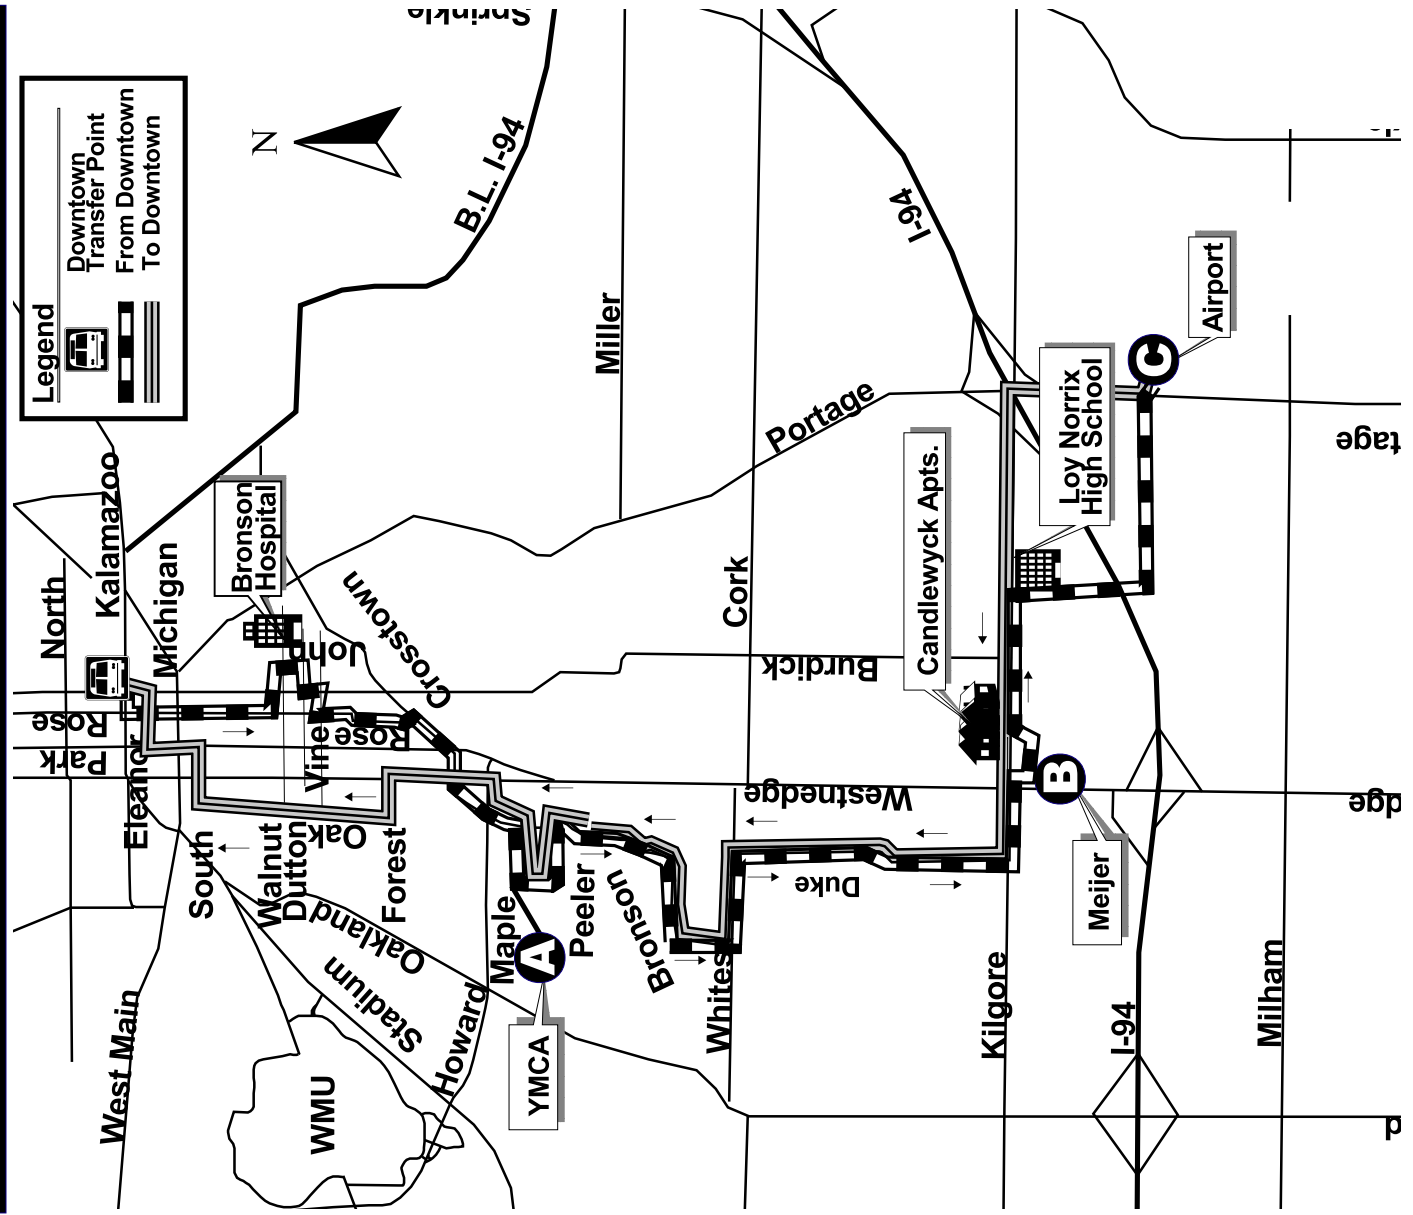 Legend
Downtown
Transfer Point
From Downtown
To Downtown
N
Sprinkle
B.L. I-94
I-94
Miller
Portage
Airport
C
Loy Norrix
High School
Candlewyck Apts.
Kalamazoo
North
Michigan
Bronson
Hospital
John
Crosstown
Cork
Burdick
Rose
Park
Eleanor
Vine
Rose
Westnedge
B
Meijer
South
Walnut
Dutton
Oak
Forest
Oakland
Stadium
Maple
Peeler
Bronson
A
YMCA
Howard
Whites
Duke
Kilgore
I-94
Milham
West Main
WMU
tage
dge
d